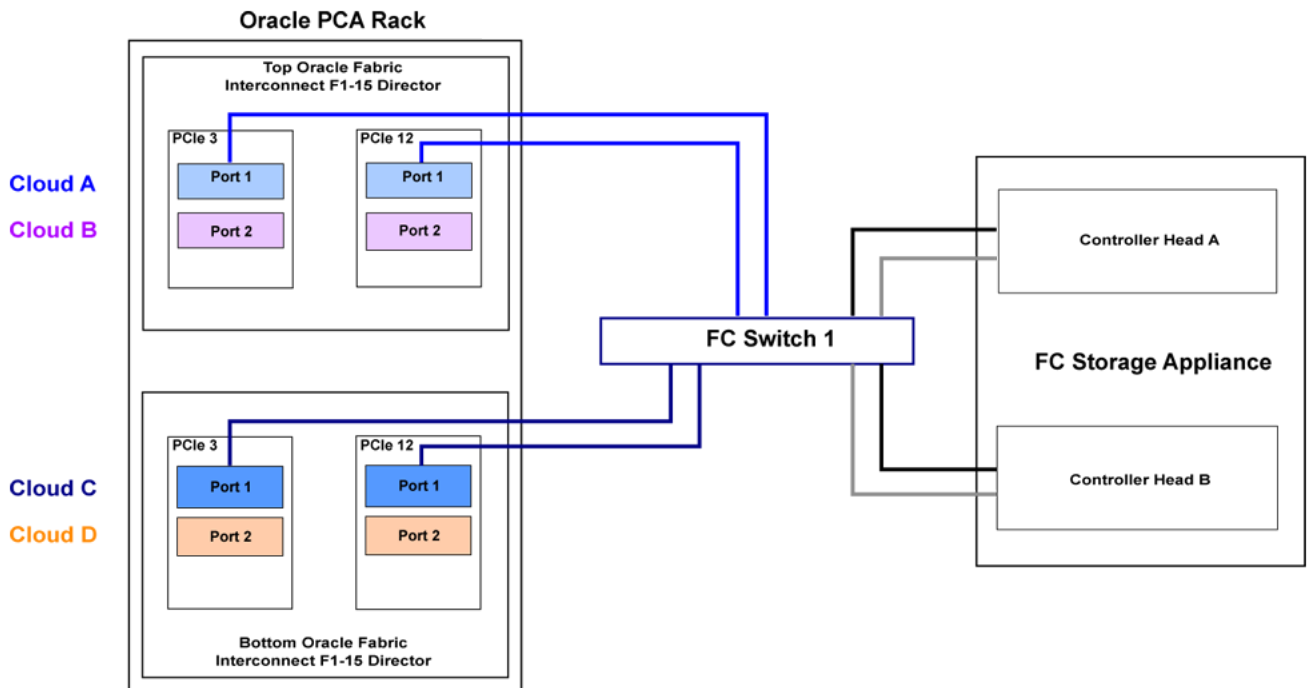 Oracle PCA Rack
Top Oracle Fabric
Interconnect F1-15 Director
PCIe 3
PCIe 12
Cloud A
Port 1
Port 1
Cloud B
Port 2
Port 2
Controller Head A
FC Switch 1
FC Storage Appliance
PCIe 3
PCIe 12
Cloud C
Port 1
Port 1
Controller Head B
Cloud D
Port 2
Port 2
Bottom Oracle Fabric
Interconnect F1-15 Director